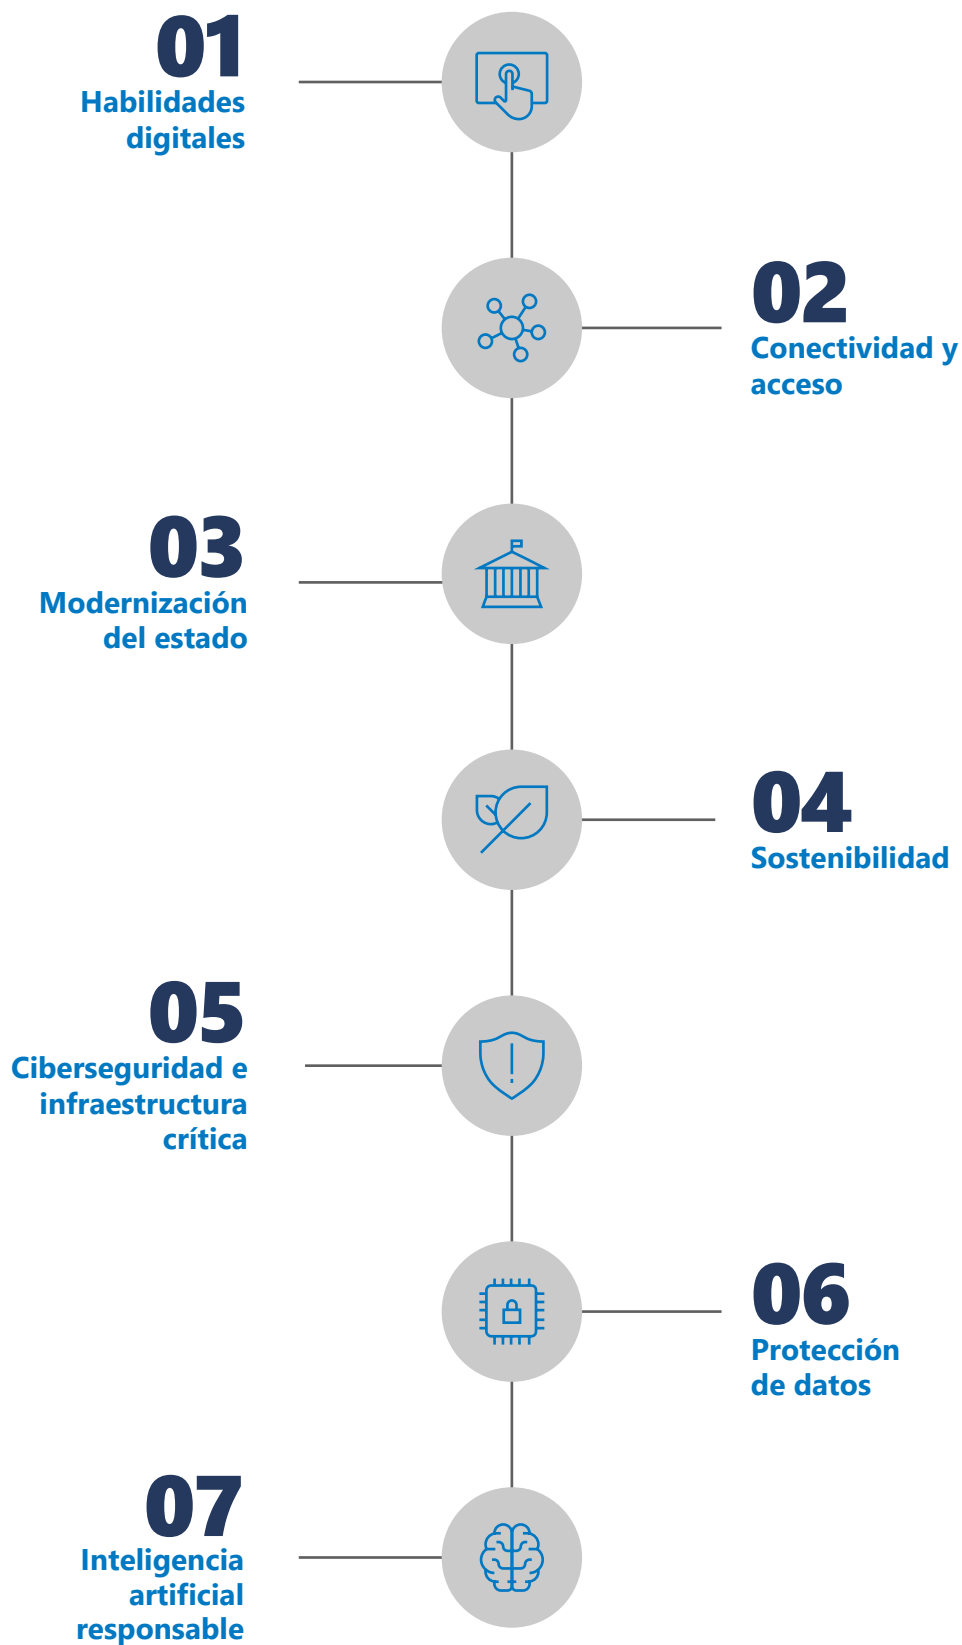 01
Habilidades
digitales
02
Conectividad y
acceso
03
Modernización
del estado
04
Sostenibilidad
05
Ciberseguridad e
infraestructura
crítica
06
Protección
de datos
07
Inteligencia
artificial
responsable